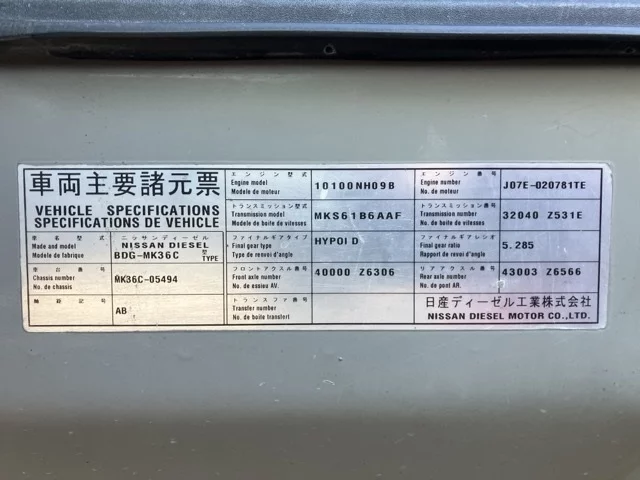 車両主要諸元票
VEHICLE SPECIFICATIONS
SPECIFICATIONS DE VÉHICULE
車名型式
Made and model
Modele de fabrique
ニッサンディーゼル
NISSAN DIESEL
BDG-MK36C
型
TYPE
車台番号
Chassis number
No. de chassis
MK36C-05494
AB
エンジン型式
Engine model
Modele de moteur
10100NH09B
エンジン番号
Engine number
No. de moteur
J07E-020781TE
トランスミッション型式
Transmission model
Modele de boite de vitesses
MKS61B6AAF
トランスミッション番号
Transmission number
No. de boite de vitesses
32040 Z531E
ファイナルギアタイプ
Final gear type
Type de renvoi d'angle
HYPOID
ファイナルギアレシオ
Final gear ratio
Rapport de renvoi d'angle
5.285
フロントアクスル番号
Front axle number
No. de essieu AV.
40000 Z6306
リアアクスル番号
Rear axle number
No. de pont AR.
43003 Z6566
トランスファ番号
Transfer number
No. de boite transfert
日産ディーゼル工業株式会社
NISSAN DIESEL MOTOR CO.,LTD.